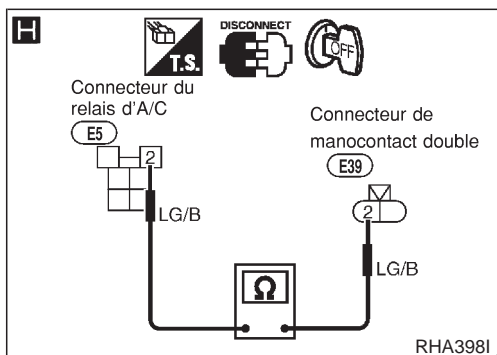 H
T.S.
DISCONNECT
OFF
Connecteur du
relais d'A/C
E5
2
LG/B
Connecteur de
manocontact double
E39
2
LG/B
Ω
RHA398I